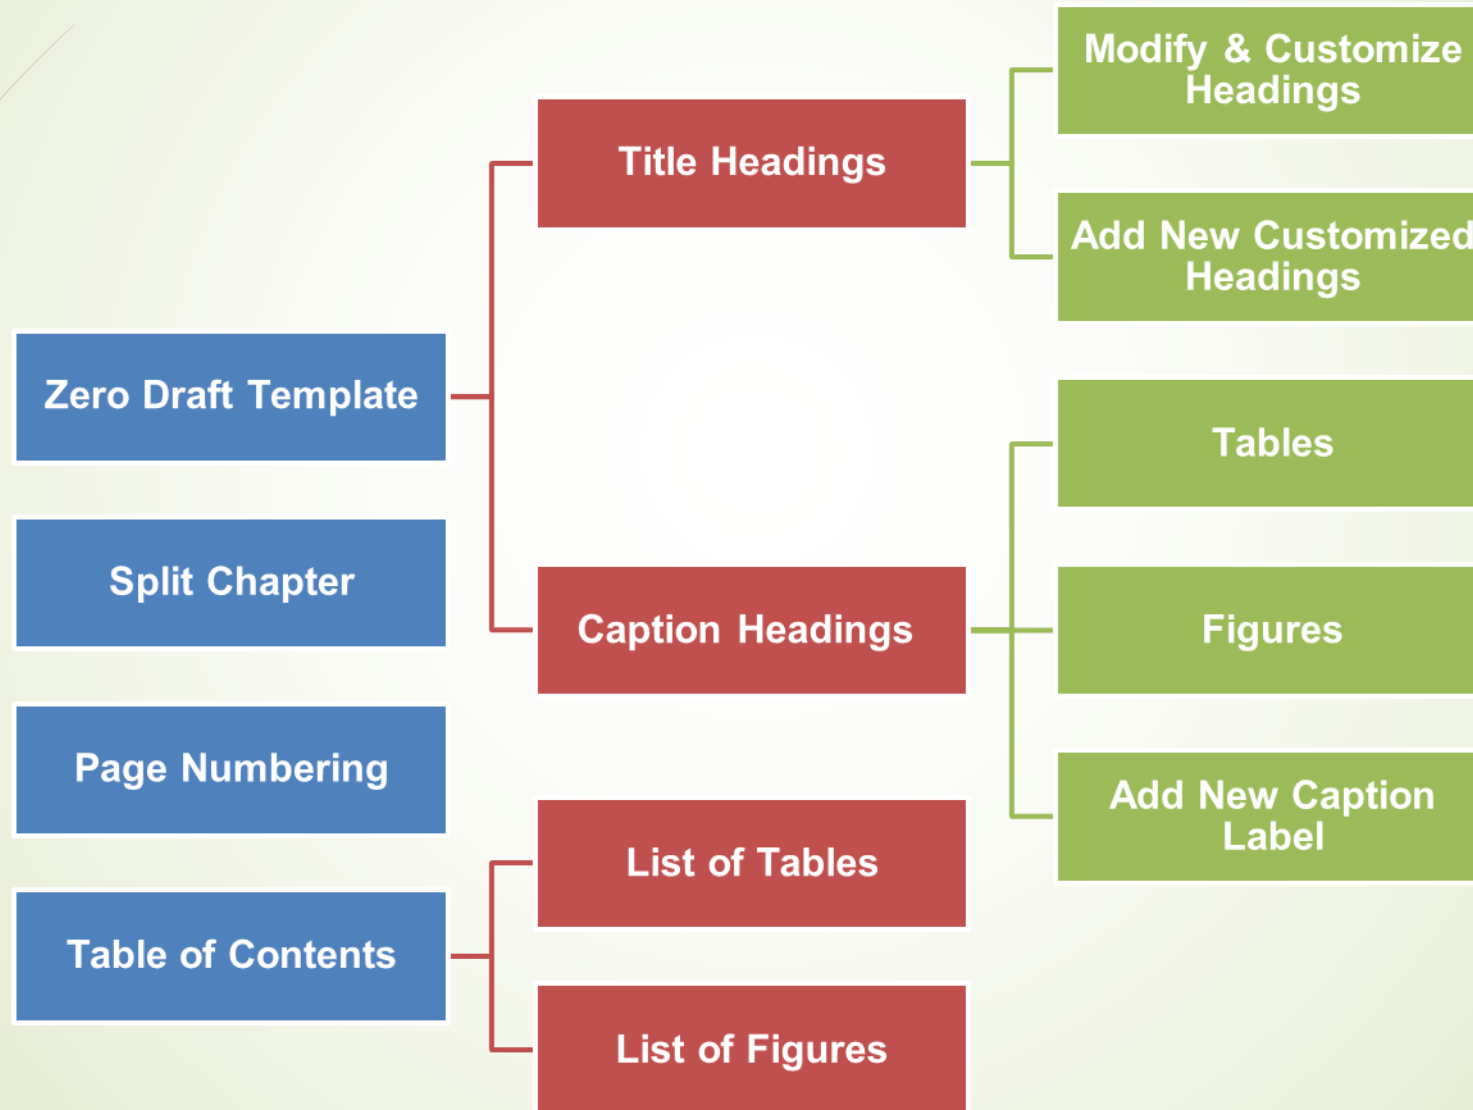 Modify & Customize
Headings
Title Headings
Add New Customized
Headings
Zero Draft Template
Tables
Split Chapter
Caption Headings
Figures
Page Numbering
Add New Caption
Label
List of Tables
Table of Contents
List of Figures